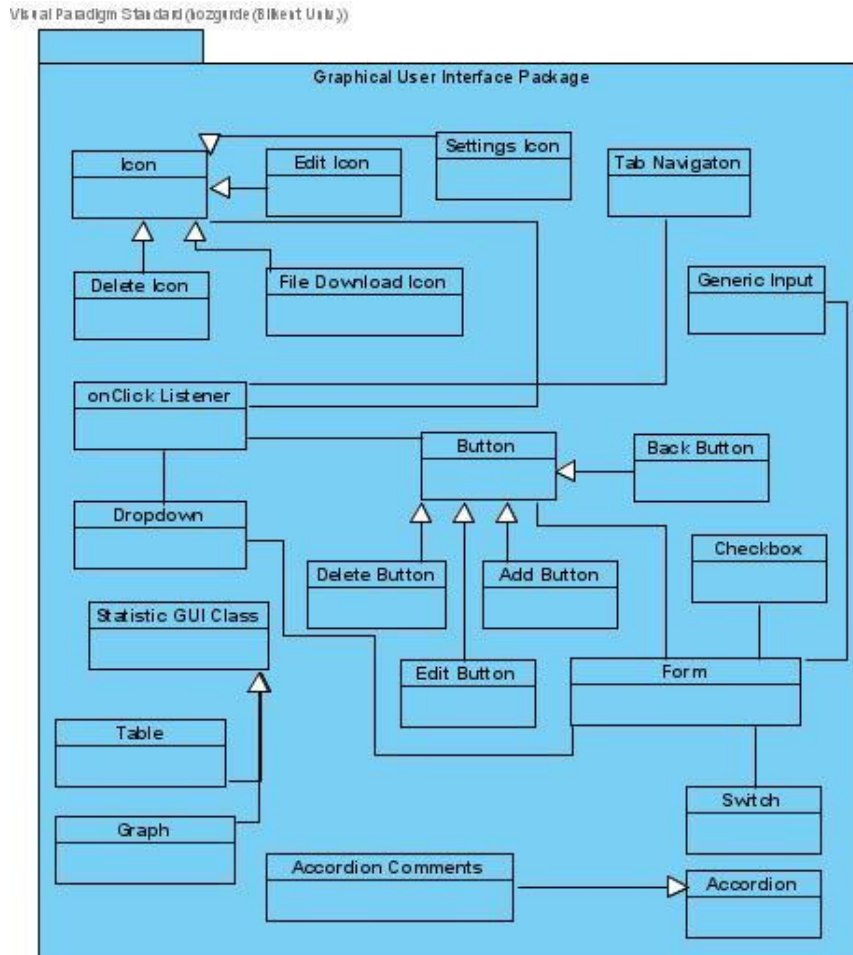 Visual Paradigm Standard (hozgurde (Bilkent Univ.))
Graphical User Interface Package
Settings Icon
Icon
Edit Icon
Tab Navigaton
Delete Icon
File Download Icon
Generic Input
onClick Listener
Button
Back Button
Dropdown
Checkbox
Delete Button
Add Button
Statistic GUI Class
Edit Button
Form
Table
Switch
Graph
Accordion Comments
Accordion